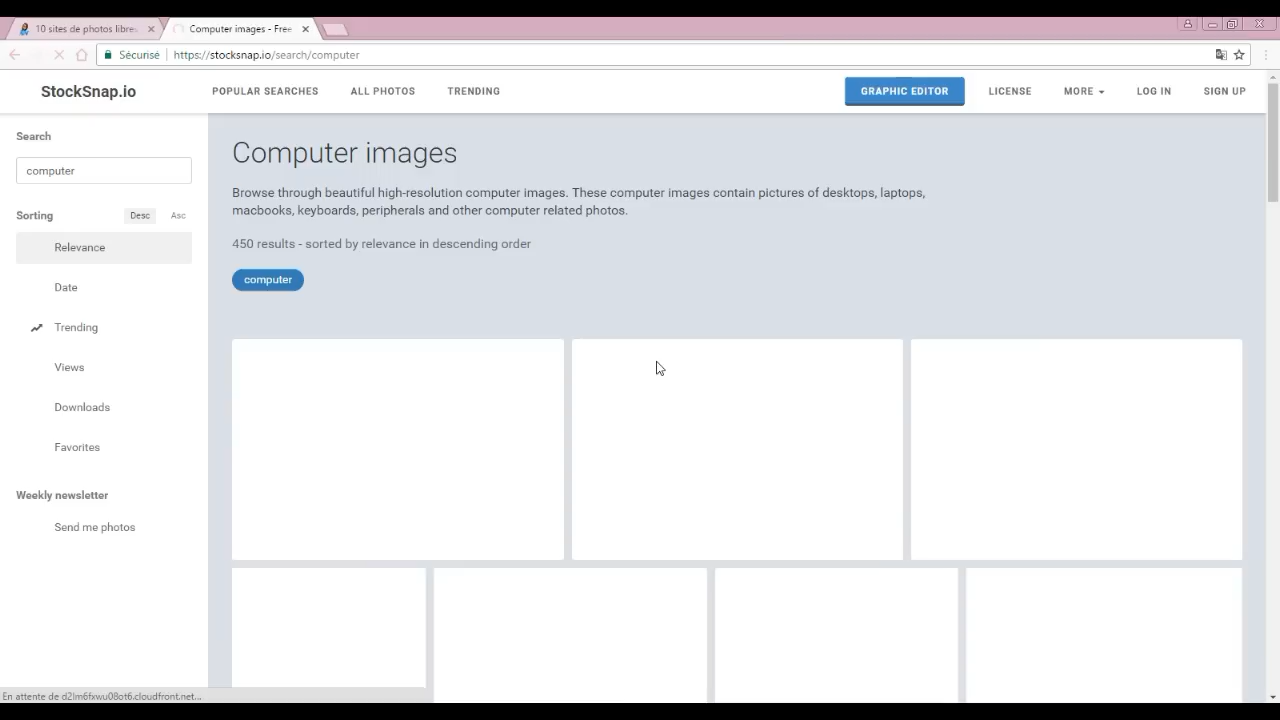 10 sites de photos libre
Computer images - Free
Sécurisé
https://stocksnap.io/search/computer
StockSnap.io
POPULAR SEARCHES
ALL PHOTOS
TRENDING
GRAPHIC EDITOR
LICENSE
MORE
LOG IN
SIGN UP
Search
computer
Sorting
Desc
Asc
Relevance
Date
Trending
Views
Downloads
Favorites
Weekly newsletter
Send me photos
Computer images
Browse through beautiful high-resolution computer images. These computer images contain pictures of desktops, laptops,
macbooks, keyboards, peripherals and other computer related photos.
450 results - sorted by relevance in descending order
computer
En attente de d2lm6fxwu08ot6.cloudfront.net...